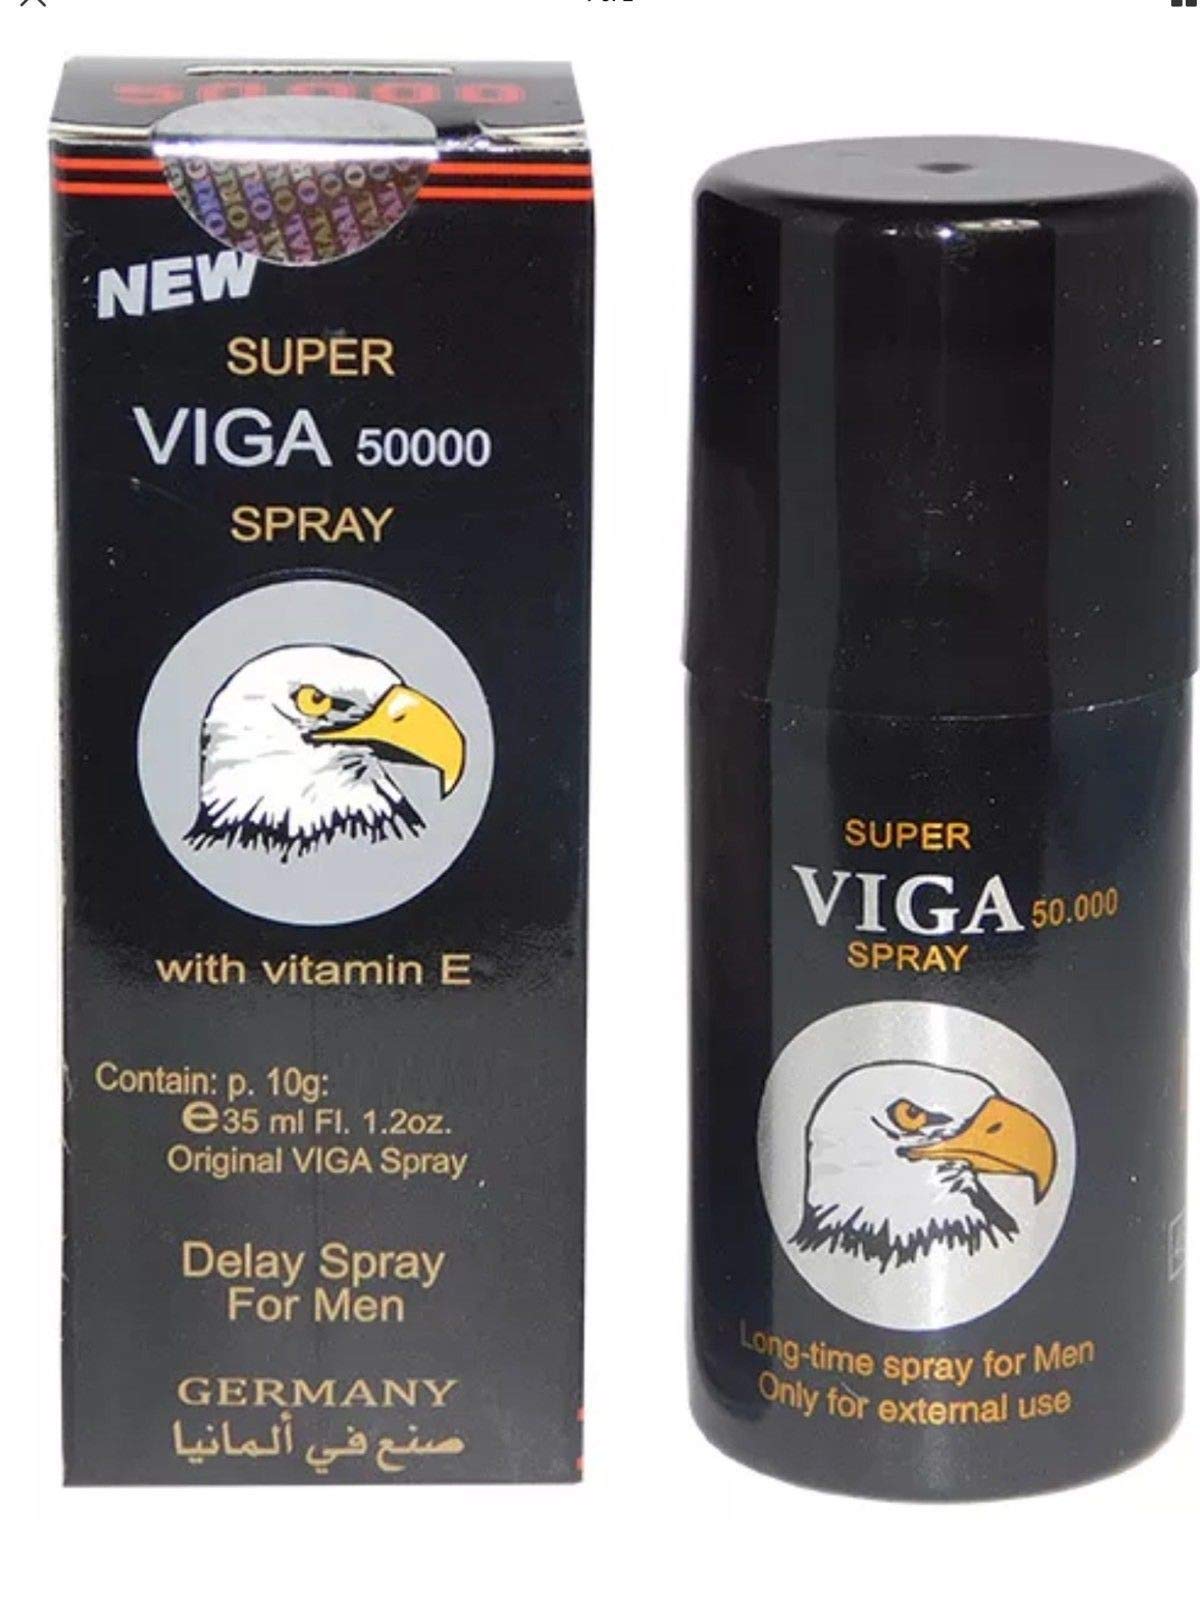 50000
NEW
SUPER
VIGA 50000
SPRAY
with vitamin E
Contain: p. 10g:
e 35 ml Fl. 1.2oz.
Original VIGA Spray
Delay Spray
For Men
GERMANY
صنع في ألمانيا
SUPER
VIGA 50.000
SPRAY
Long-time spray for Men
Only for external use